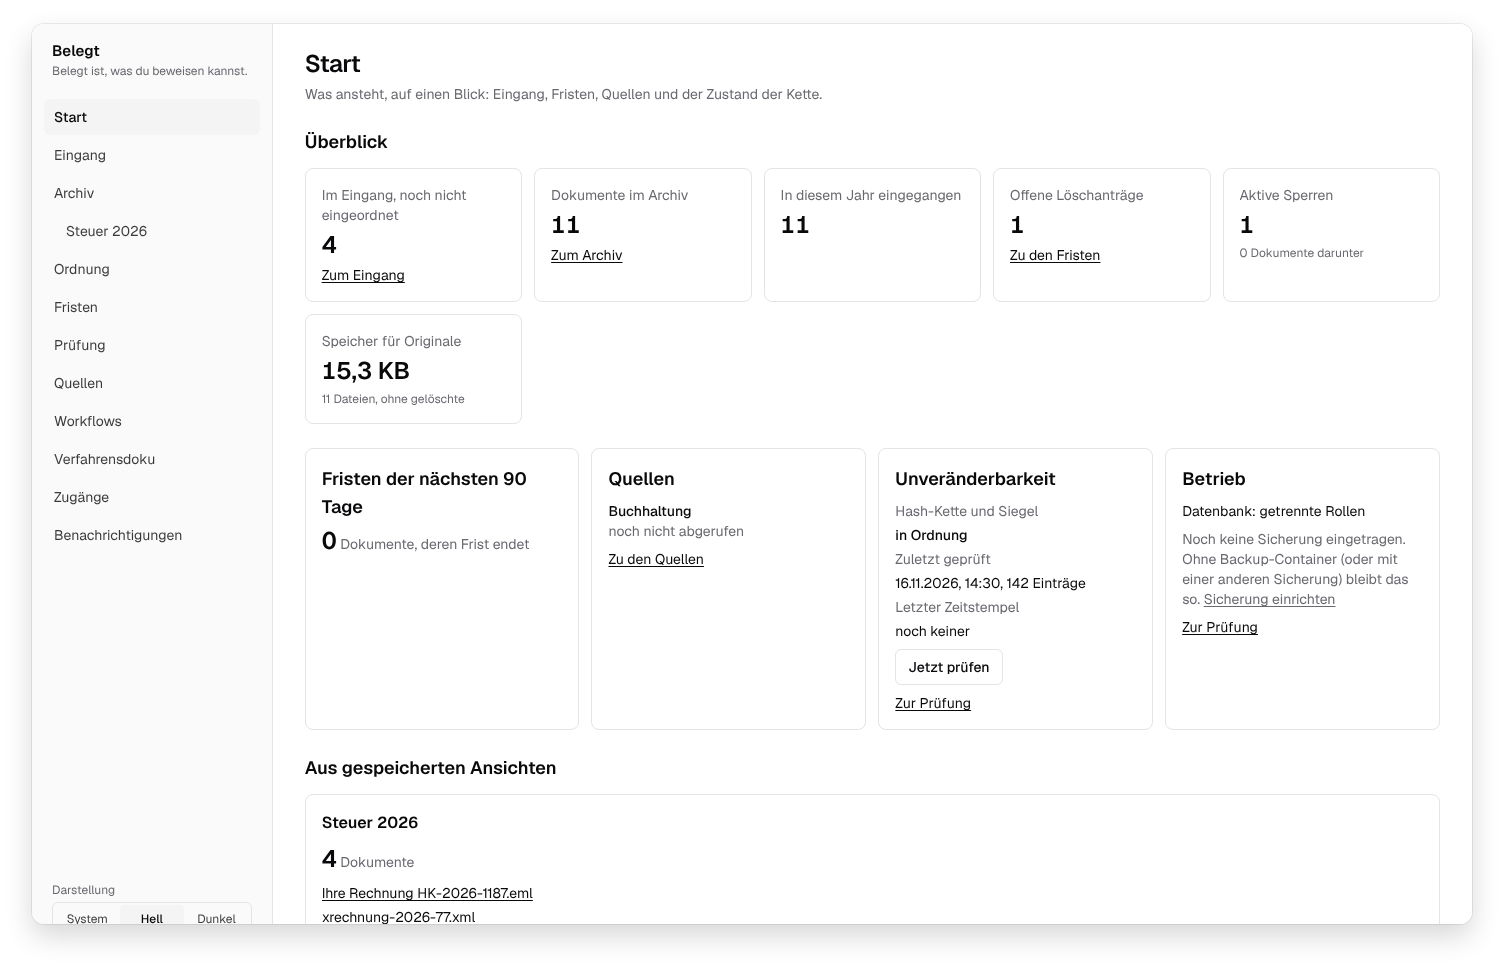 Belegt
Belegt ist, was du beweisen kannst.
Start
Eingang
Archiv
Steuer 2026
Ordnung
Fristen
Prüfung
Quellen
Workflows
Verfahrensdoku
Zugänge
Benachrichtigungen
Darstellung
System
Hell
Dunkel
Start
Was ansteht, auf einen Blick: Eingang, Fristen, Quellen und der Zustand der Kette.
Überblick
Im Eingang, noch nicht
eingeordnet
4
Zum Eingang
Dokumente im Archiv
11
Zum Archiv
In diesem Jahr eingegangen
11
Offene Löschanträge
1
Zu den Fristen
Aktive Sperren
1
0 Dokumente darunter
Speicher für Originale
15,3 KB
11 Dateien, ohne gelöschte
Fristen der nächsten 90
Tage
0 Dokumente, deren Frist endet
Quellen
Buchhaltung
noch nicht abgerufen
Zu den Quellen
Unveränderbarkeit
Hash-Kette und Siegel
in Ordnung
Zuletzt geprüft
16.11.2026, 14:30, 142 Einträge
Letzter Zeitstempel
noch keiner
Jetzt prüfen
Zur Prüfung
Betrieb
Datenbank: getrennte Rollen
Noch keine Sicherung eingetragen.
Ohne Backup-Container (oder mit
einer anderen Sicherung) bleibt das
so. Sicherung einrichten
Zur Prüfung
Aus gespeicherten Ansichten
Steuer 2026
4 Dokumente
Ihre Rechnung HK-2026-1187.eml
xrechnung-2026-77.xml